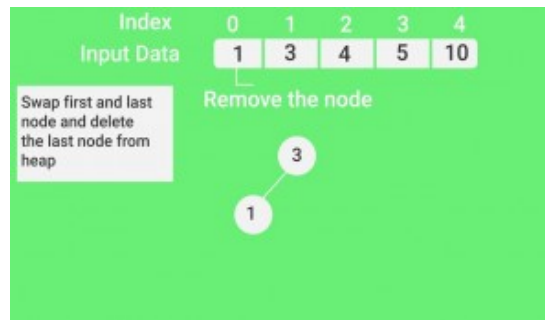 Index 0 1 2 3 4
Input Data 1 3 4 5 10
Swap first and last
node and delete
the last node from
heap
Remove the node
3
1